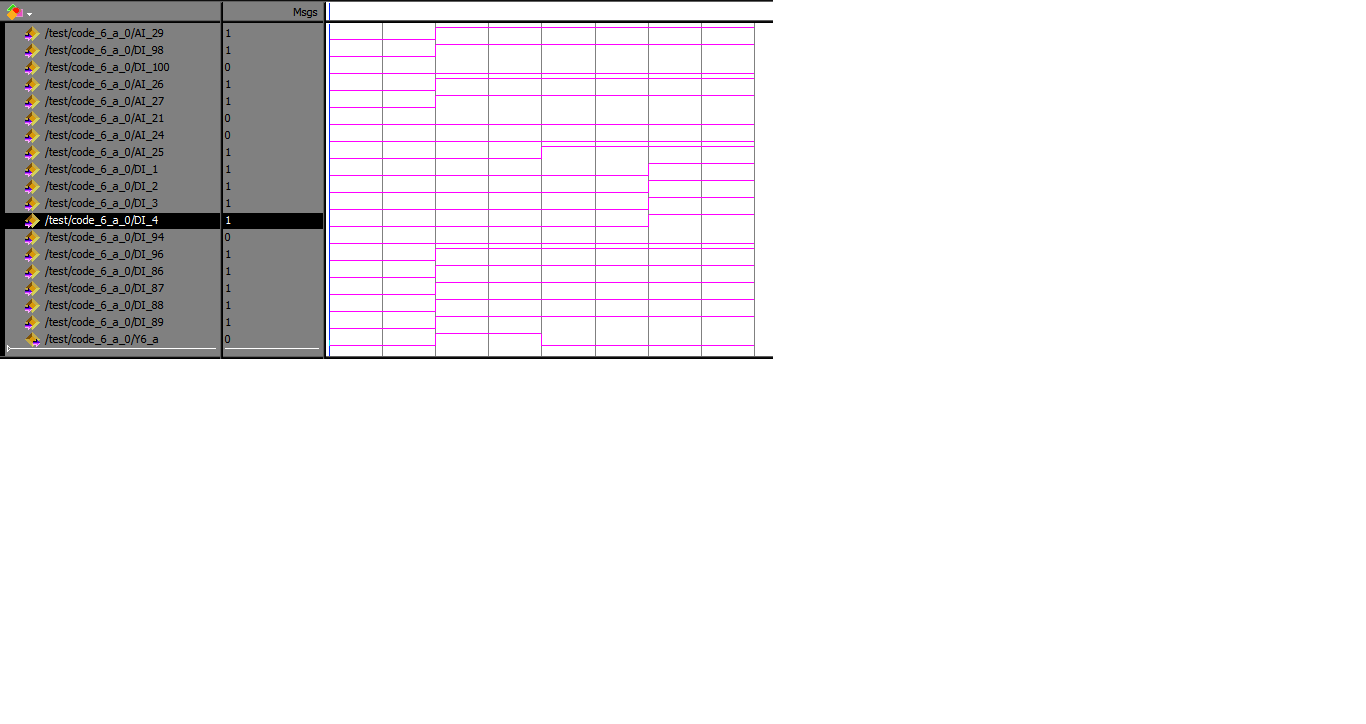 Msgs
/test/code_6_a_0/AI_29 1
/test/code_6_a_0/DI_98 1
/test/code_6_a_0/DI_100 0
/test/code_6_a_0/AI_26 1
/test/code_6_a_0/AI_27 1
/test/code_6_a_0/AI_21 0
/test/code_6_a_0/AI_24 0
/test/code_6_a_0/AI_25 1
/test/code_6_a_0/DI_1 1
/test/code_6_a_0/DI_2 1
/test/code_6_a_0/DI_3 1
/test/code_6_a_0/DI_4 1
/test/code_6_a_0/DI_94 0
/test/code_6_a_0/DI_96 1
/test/code_6_a_0/DI_86 1
/test/code_6_a_0/DI_87 1
/test/code_6_a_0/DI_88 1
/test/code_6_a_0/DI_89 1
/test/code_6_a_0/Y6_a 0